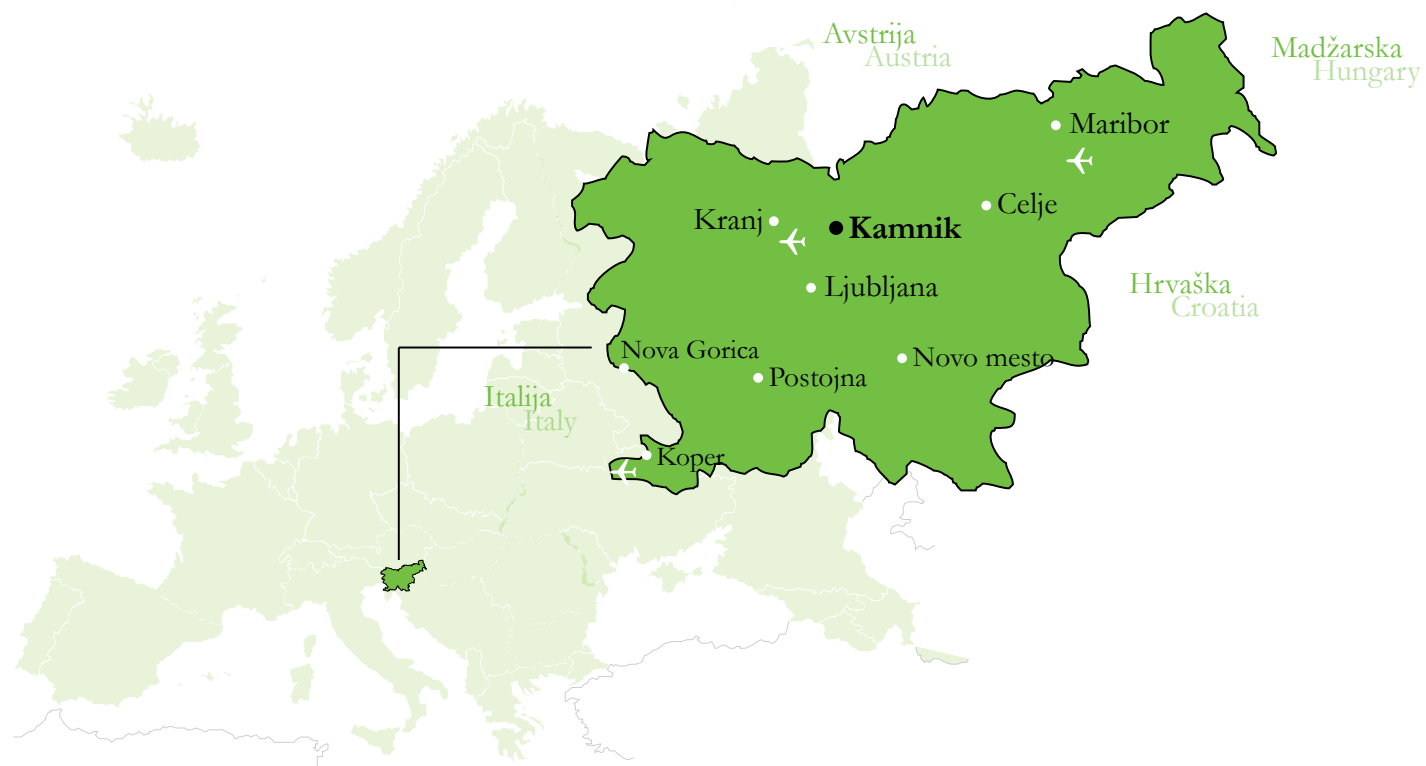 Avstrija
Austria
Madžarska
Hungary
Maribor
Celje
Kranj
Kamnik
Ljubljana
Hrvaška
Croatia
Nova Gorica
Novo mesto
Postojna
Italija
Italy
Koper